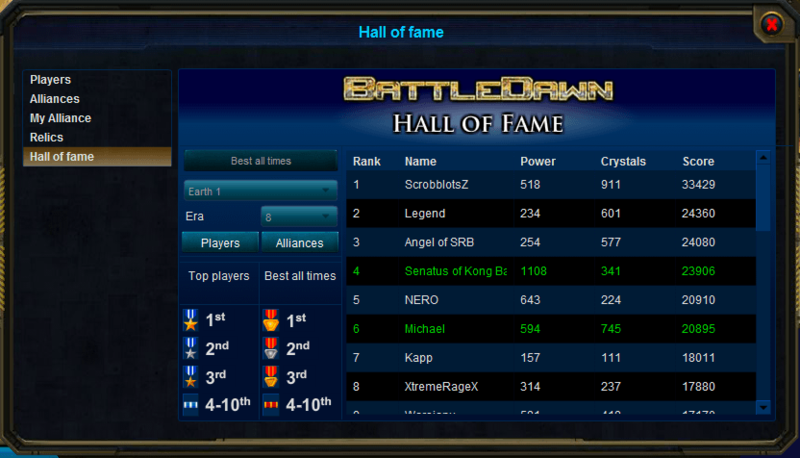 Hall of fame
Players
Alliances
My Alliance
Relics
Hall of fame
BATTLEDAWN
HALL OF FAME
Best all times
Earth 1
Era 8
Players Alliances
Top players Best all times
1st 1st
2nd 2nd
3rd 3rd
4-10th 4-10th
Rank Name Power Crystals Score
1 ScrobblotsZ 518 911 33429
2 Legend 234 601 24360
3 Angel of SRB 254 577 24080
4 Senatus of Kong Ba 1108 341 23906
5 NERO 643 224 20910
6 Michael 594 745 20895
7 Kapp 157 111 18011
8 XtremeRageX 314 237 17880